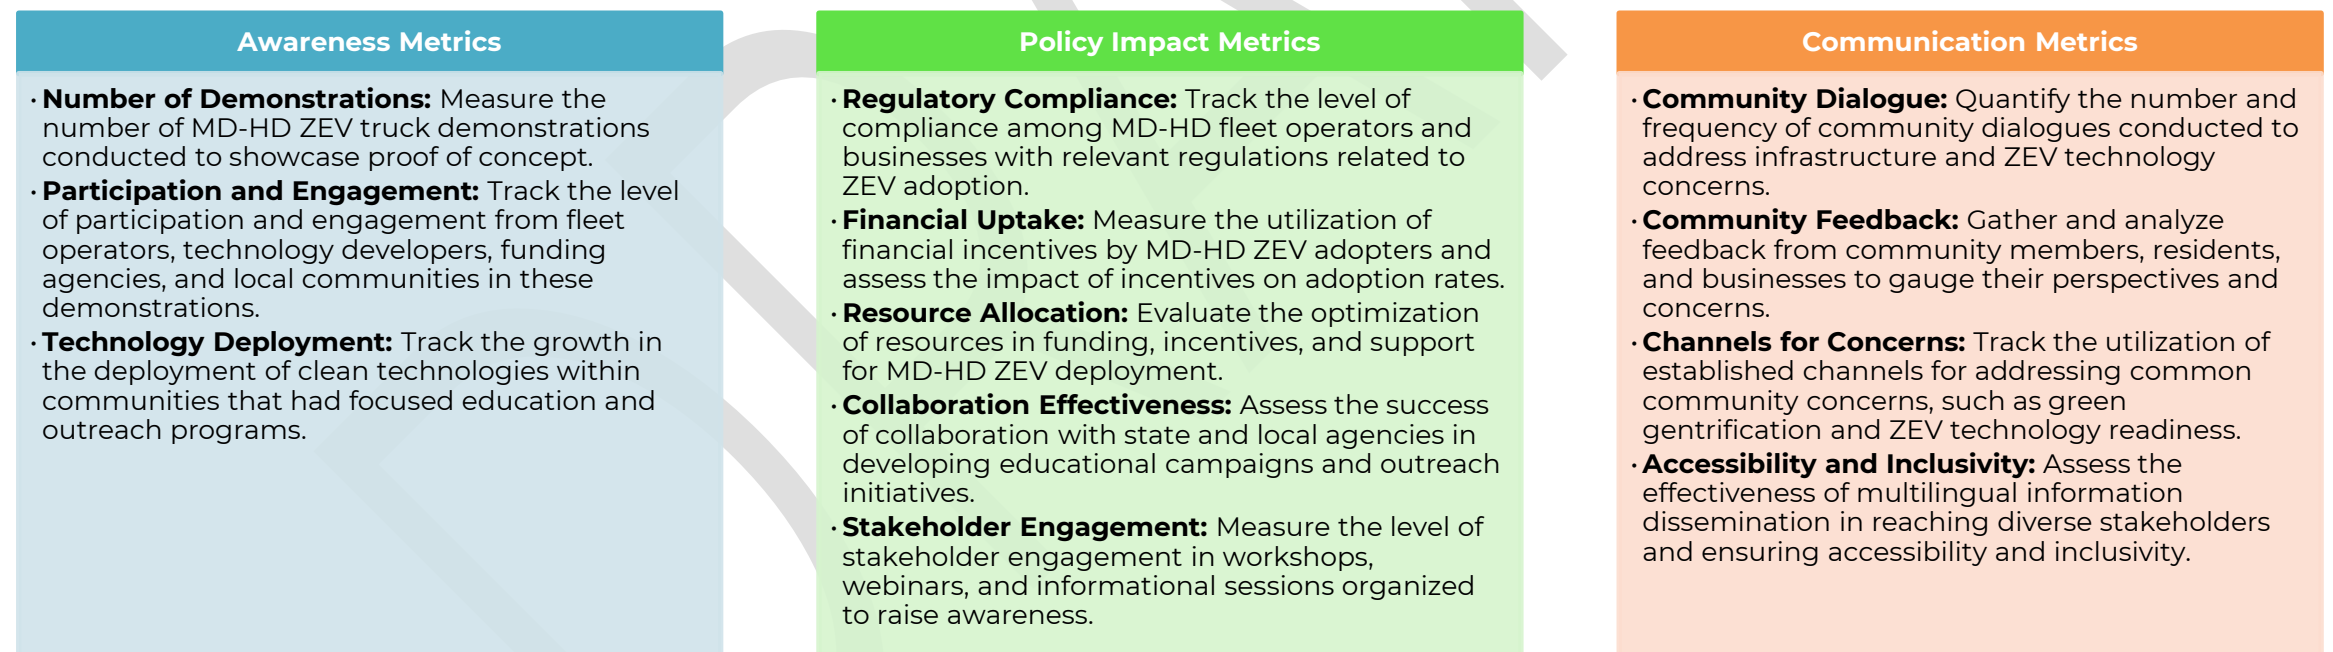 Awareness Metrics
· Number of Demonstrations: Measure the
number of MD-HD ZEV truck demonstrations
conducted to showcase proof of concept.
· Participation and Engagement: Track the level
of participation and engagement from fleet
operators, technology developers, funding
agencies, and local communities in these
demonstrations.
· Technology Deployment: Track the growth in
the deployment of clean technologies within
communities that had focused education and
outreach programs.
Policy Impact Metrics
· Regulatory Compliance: Track the level of
compliance among MD-HD fleet operators and
businesses with relevant regulations related to
ZEV adoption.
· Financial Uptake: Measure the utilization of
financial incentives by MD-HD ZEV adopters and
assess the impact of incentives on adoption rates.
· Resource Allocation: Evaluate the optimization
of resources in funding, incentives, and support
for MD-HD ZEV deployment.
· Collaboration Effectiveness: Assess the success
of collaboration with state and local agencies in
developing educational campaigns and outreach
initiatives.
· Stakeholder Engagement: Measure the level of
stakeholder engagement in workshops,
webinars, and informational sessions organized
to raise awareness.
Communication Metrics
· Community Dialogue: Quantify the number and
frequency of community dialogues conducted to
address infrastructure and ZEV technology
concerns.
· Community Feedback: Gather and analyze
feedback from community members, residents,
and businesses to gauge their perspectives and
concerns.
· Channels for Concerns: Track the utilization of
established channels for addressing common
community concerns, such as green
gentrification and ZEV technology readiness.
· Accessibility and Inclusivity: Assess the
effectiveness of multilingual information
dissemination in reaching diverse stakeholders
and ensuring accessibility and inclusivity.